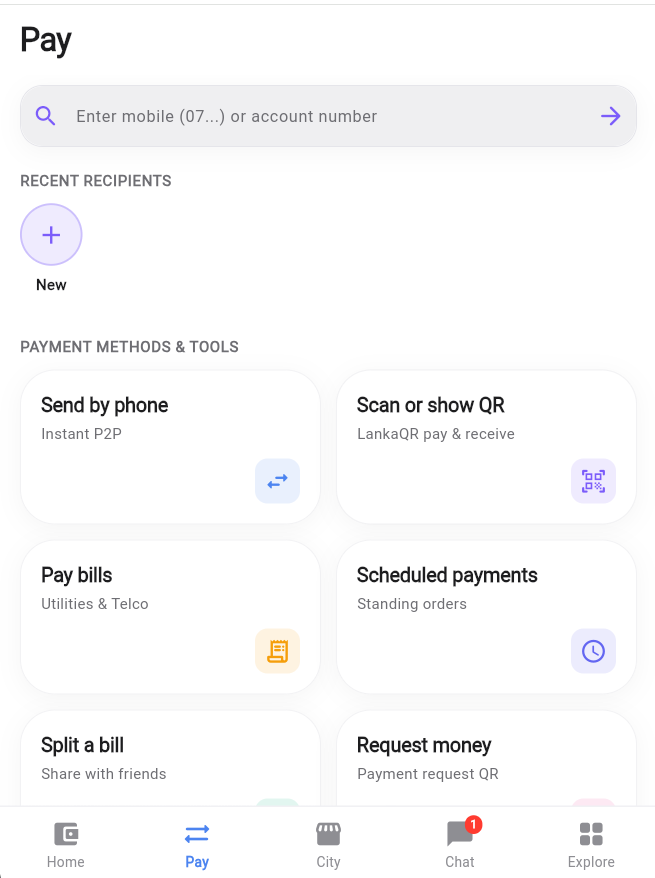 Pay
Enter mobile (07...) or account number
RECENT RECIPIENTS
New
PAYMENT METHODS & TOOLS
Send by phone
Instant P2P
Scan or show QR
LankaQR pay & receive
Pay bills
Utilities & Telco
Scheduled payments
Standing orders
Split a bill
Share with friends
Request money
Payment request QR
1
Home
Pay
City
Chat
Explore